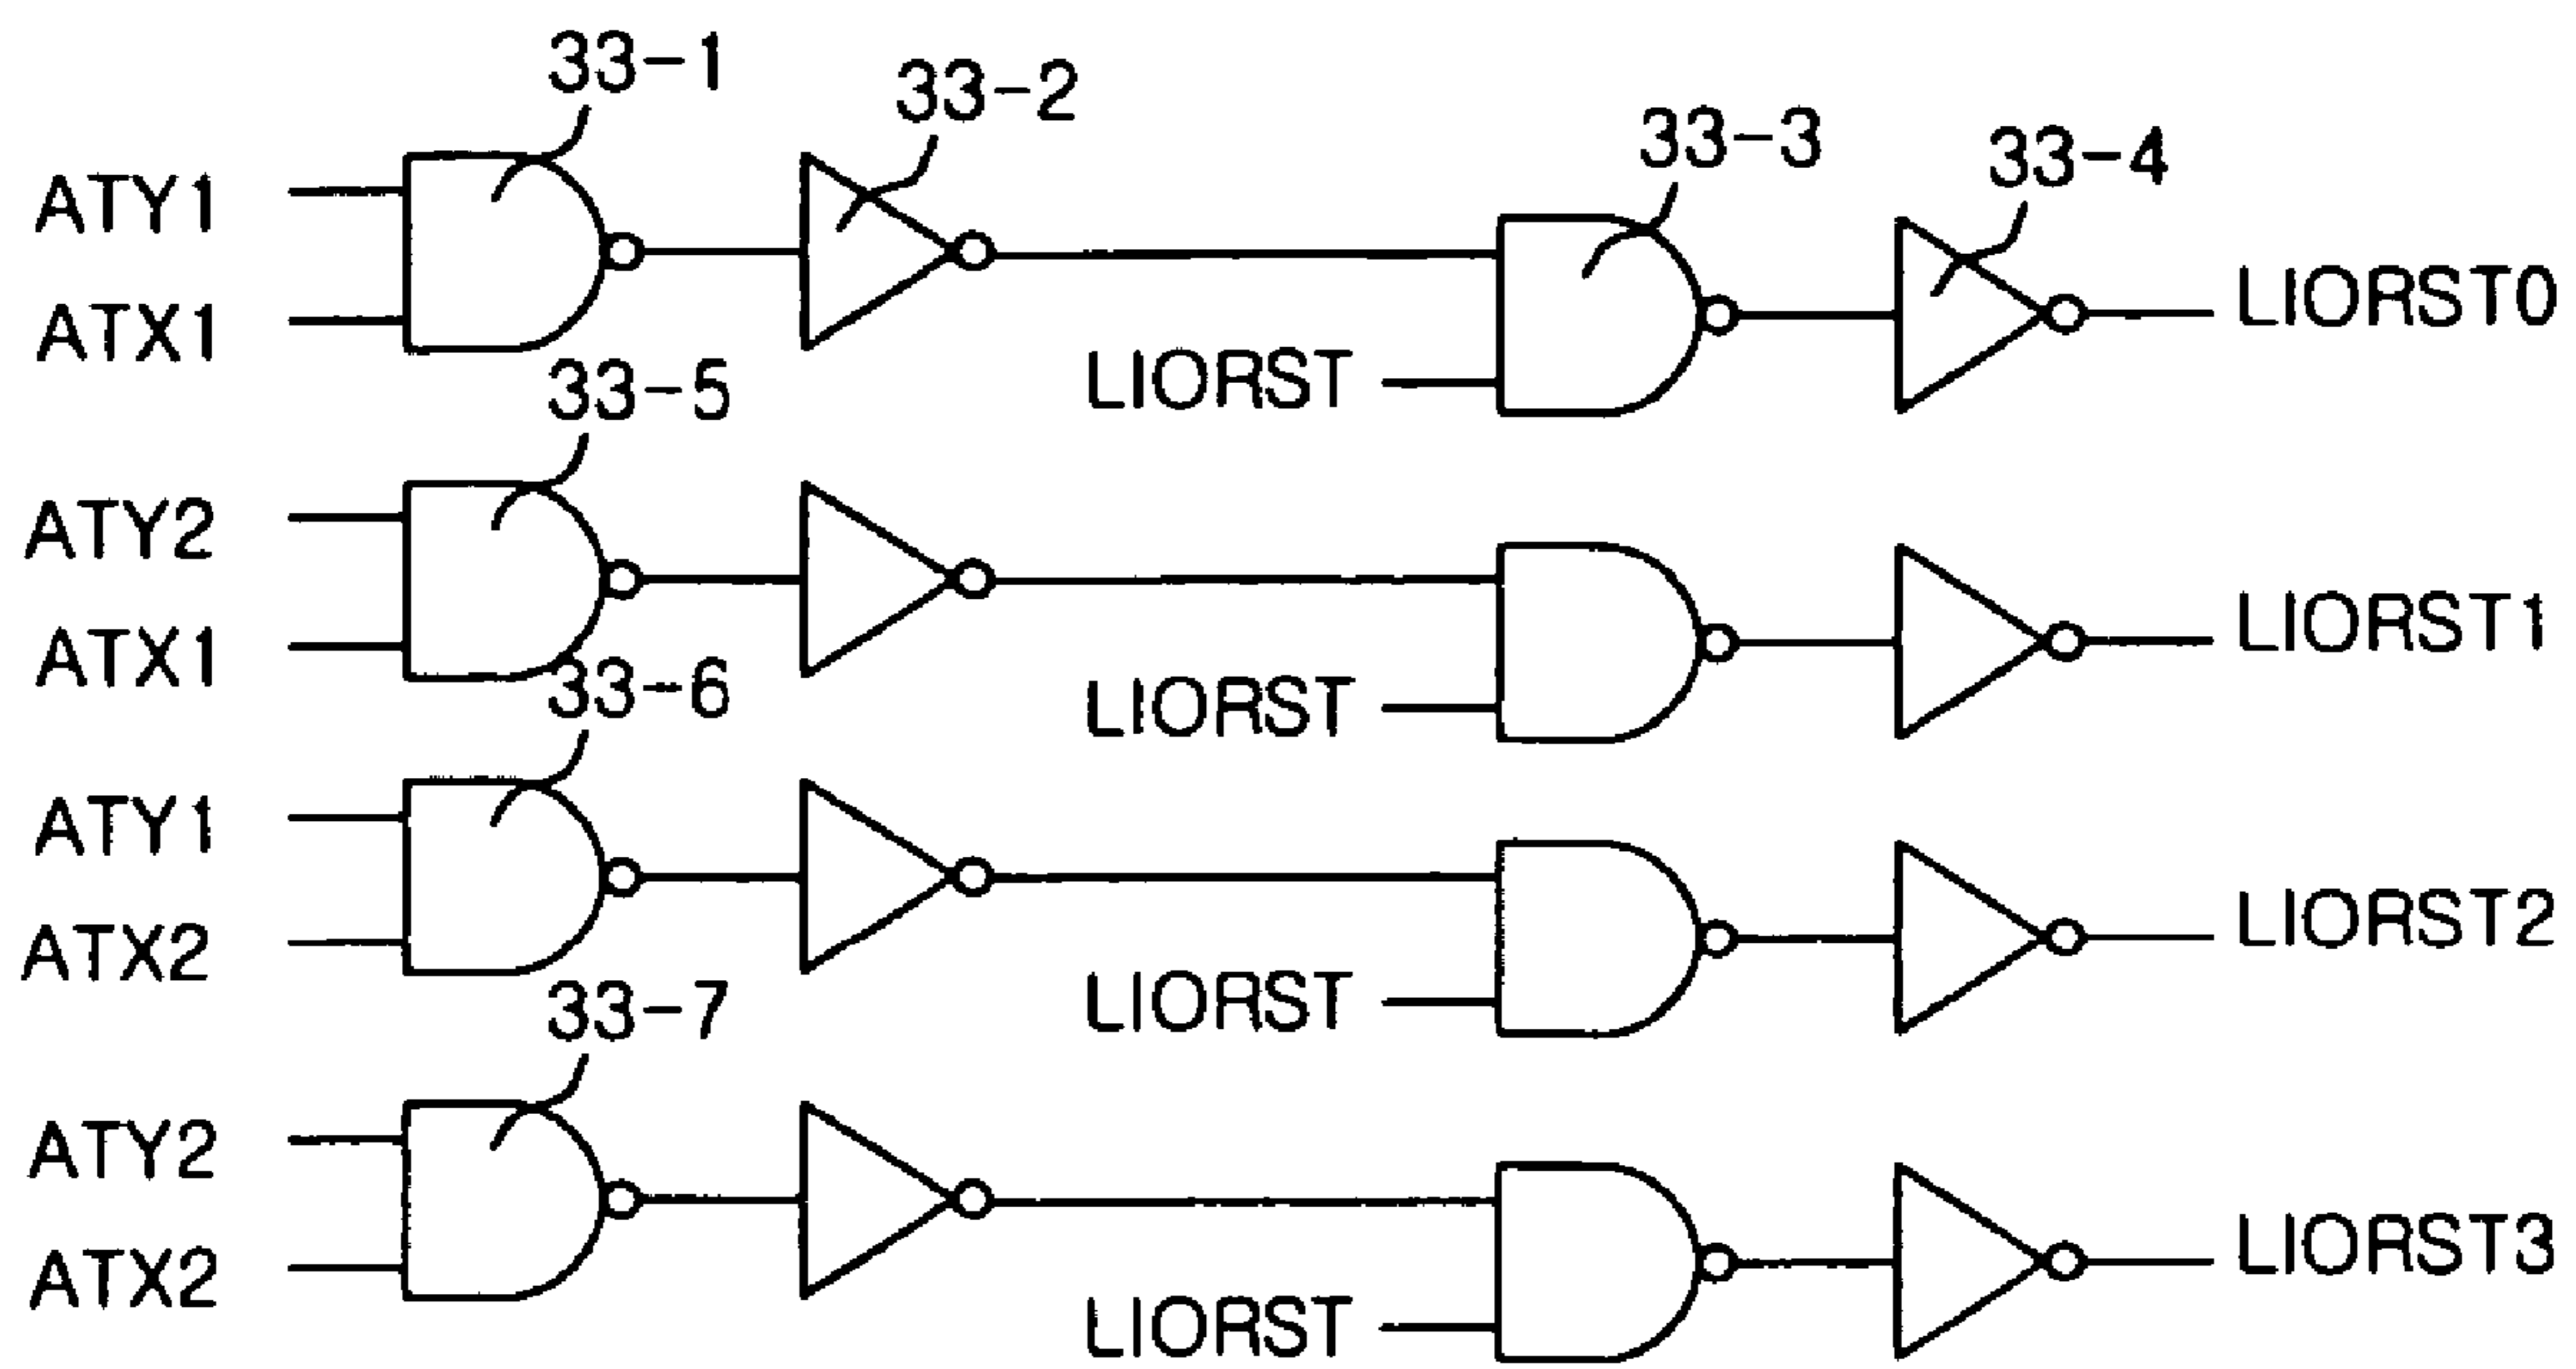 33-1
33-2
33-3
33-4
ATY1
ATX1
LIORST
LIORST0
33-5
ATY2
ATX1
LIORST
LIORST1
33-6
ATY1
ATX2
LIORST
LIORST2
33-7
ATY2
ATX2
LIORST
LIORST3